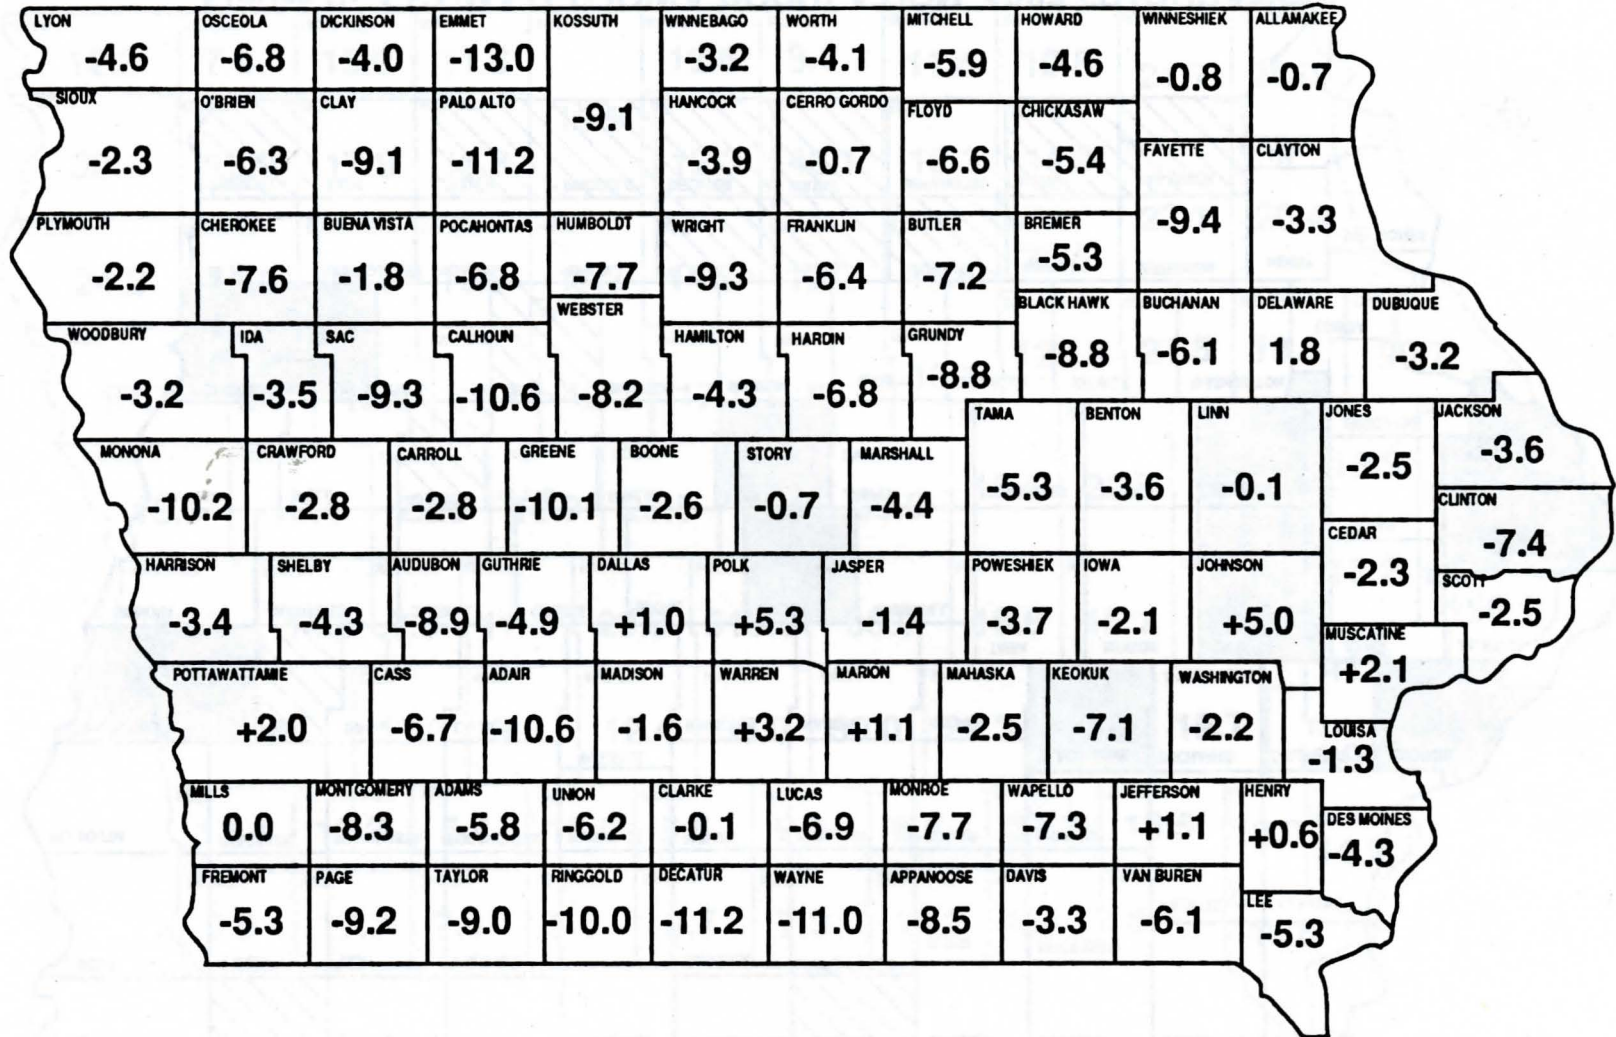 LYON
-4.6
OSCEOLA
-6.8
DICKINSON
-4.0
EMMET
-13.0
KOSSUTH
-9.1
WINNEBAGO
-3.2
WORTH
-4.1
MITCHELL
-5.9
HOWARD
-4.6
WINNESHIEK
-0.8
ALLAMAKEE
-0.7
SIOUX
-2.3
O'BRIEN
-6.3
CLAY
-9.1
PALO ALTO
-11.2
HANCOCK
-3.9
CERRO GORDO
-0.7
FLOYD
-6.6
CHICKASAW
-5.4
FAYETTE
-9.4
CLAYTON
-3.3
PLYMOUTH
-2.2
CHEROKEE
-7.6
BUENA VISTA
-1.8
POCAHONTAS
-6.8
HUMBOLDT
-7.7
WRIGHT
-9.3
FRANKLIN
-6.4
BUTLER
-7.2
BREMER
-5.3
WOODBURY
-3.2
IDA
-3.5
SAC
-9.3
CALHOUN
-10.6
WEBSTER
-8.2
HAMILTON
-4.3
HARDIN
-6.8
GRUNDY
-8.8
BLACK HAWK
-8.8
BUCHANAN
-6.1
DELAWARE
1.8
DUBUQUE
-3.2
MONONA
-10.2
CRAWFORD
-2.8
CARROLL
-2.8
GREENE
-10.1
BOONE
-2.6
STORY
-0.7
MARSHALL
-4.4
TAMA
-5.3
BENTON
-3.6
LINN
-0.1
JONES
-2.5
JACKSON
-3.6
CLINTON
-7.4
CEDAR
-2.3
SCOTT
-2.5
HARRISON
-3.4
SHELBY
-4.3
AUDUBON
-8.9
GUTHRIE
-4.9
DALLAS
+1.0
POLK
+5.3
JASPER
-1.4
POWESHIEK
-3.7
IOWA
-2.1
JOHNSON
+5.0
MUSCATINE
+2.1
POTTAWATTAMIE
+2.0
CASS
-6.7
ADAIR
-10.6
MADISON
-1.6
WARREN
+3.2
MARION
+1.1
MAHASKA
-2.5
KEOKUK
-7.1
WASHINGTON
-2.2
LOUISA
-1.3
MILLS
0.0
MONTGOMERY
-8.3
ADAMS
-5.8
UNION
-6.2
CLARKE
-0.1
LUCAS
-6.9
MONROE
-7.7
WAPELLO
-7.3
JEFFERSON
+1.1
HENRY
+0.6
DES MOINES
-4.3
FREMONT
-5.3
PAGE
-9.2
TAYLOR
-9.0
RINGGOLD
-10.0
DECATUR
-11.2
WAYNE
-11.0
APPANOOSE
-8.5
DAVIS
-3.3
VAN BUREN
-6.1
LEE
-5.3